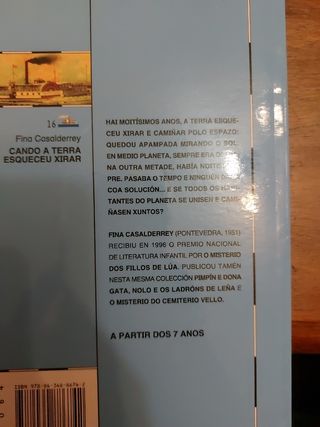 16
Fina Casalderrey
CANDO A TERRA
ESQUECEU XIRAR
HAI MOITÍSIMOS ANOS, A TERRA ESQUE-
CEU XIRAR E CAMIÑAR POLO ESPAZO:
QUEDOU APAMPADA MIRANDO O SOL.
EN MEDIO PLANETA, SEMPRE ERA DÍA;
NA OUTRA METADE, HABÍA NOITE
PRE. PASABA O TEMPO E NINGUÉN DA
COA SOLUCIÓN... E SE TODOS OS
TANTES DO PLANETA SE UNISEN E CAMI-
ÑASEN XUNTOS?
FINA CASALDERREY (PONTEVEDRA, 1951)
RECIBIU EN 1996 O PREMIO NACIONAL
DE LITERATURA INFANTIL POR O MISTERIO
DOS FILLOS DE LÚA. PUBLICOU TAMÉN
NESTA MESMA COLECCIÓN PIMPÍN E DONA
GATA, NOLO E OS LADRÓNS DE LEÑA E
O MISTERIO DO CEMITERIO VELLO.
A PARTIR DOS 7 ANOS